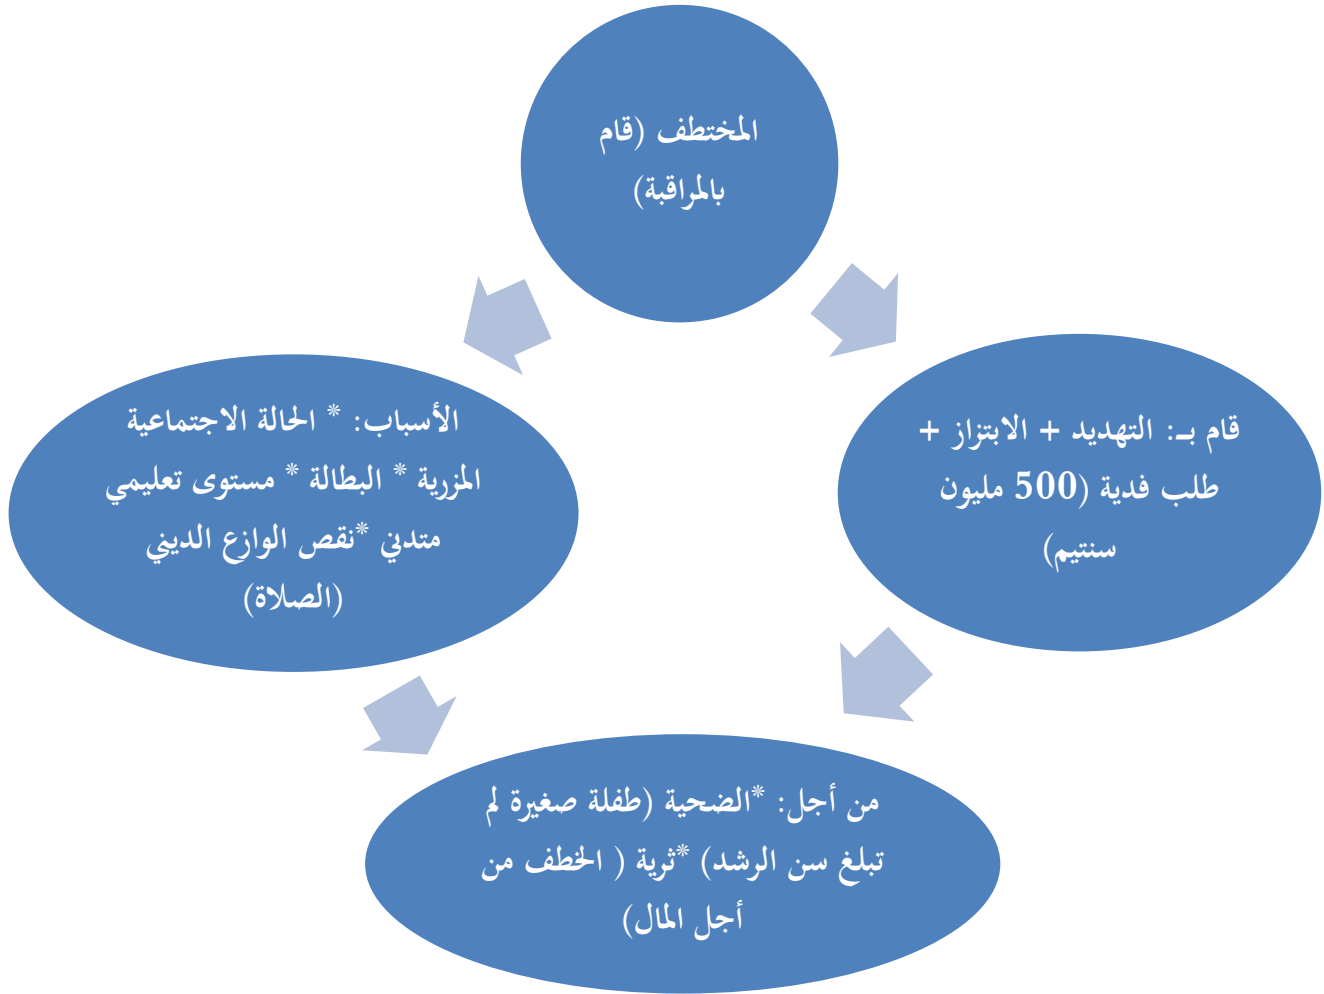 المختطف (قام
بالمراقبة)
قام بـ: التهديد + الابتزاز +
طلب فدية (500 مليون
سنتيم)
الأسباب: * الحالة الاجتماعية
المزرية * البطالة * مستوى تعليمي
متدني *نقص الوازع الديني
(الصلاة)
من أجل: *الضحية (طفلة صغيرة لم
تبلغ سن الرشد) *ثرية ( الخطف من
أجل المال)